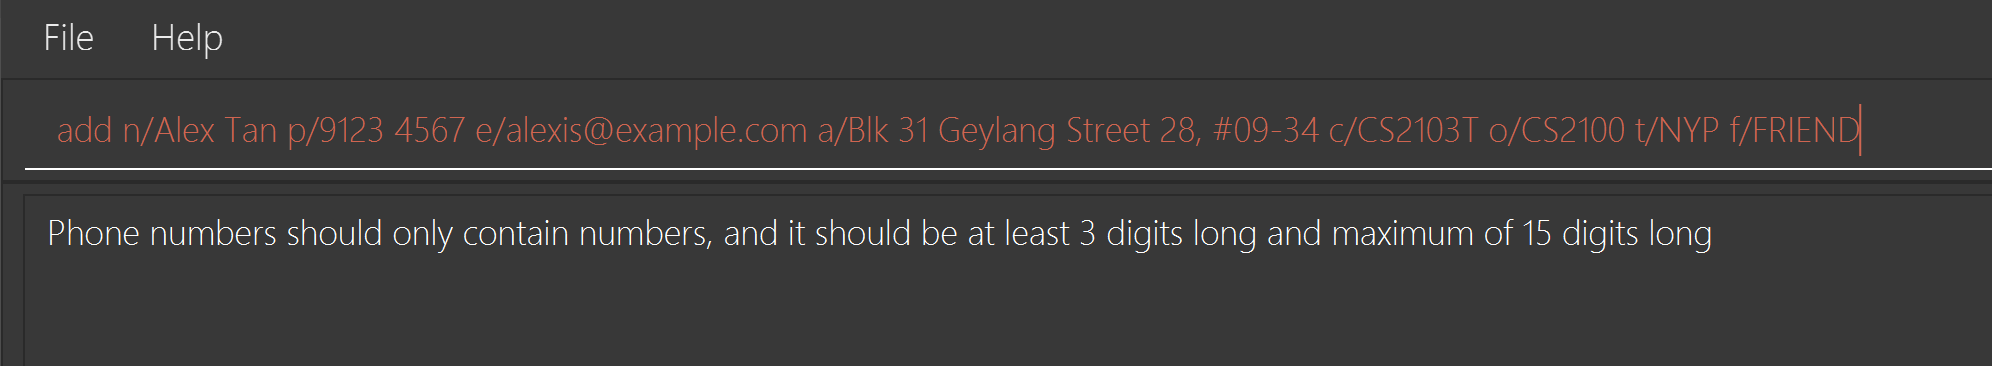 File Help
add n/Alex Tan p/9123 4567 e/alexis@example.com a/Blk 31 Geylang Street 28, #09-34 c/CS2103T o/CS2100 t/NYP f/FRIEND
Phone numbers should only contain numbers, and it should be at least 3 digits long and maximum of 15 digits long